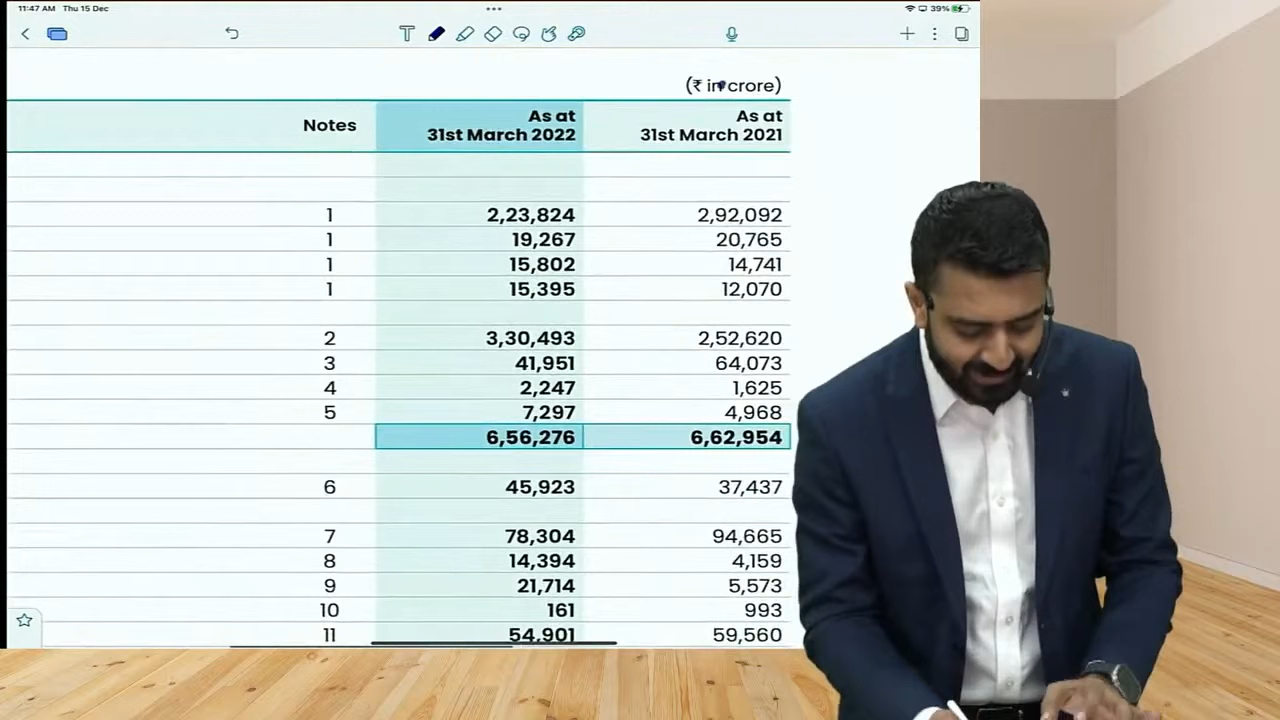 11:47 AM Thu 15 Dec
39%
T
(₹ in crore)
Notes
As at
31st March 2022
As at
31st March 2021
1 2,23,824 2,92,092
1 19,267 20,765
1 15,802 14,741
1 15,395 12,070
2 3,30,493 2,52,620
3 41,951 64,073
4 2,247 1,625
5 7,297 4,968
6,56,276 6,62,954
6 45,923 37,437
7 78,304 94,665
8 14,394 4,159
9 21,714 5,573
10 161 993
11 54,901 59,560